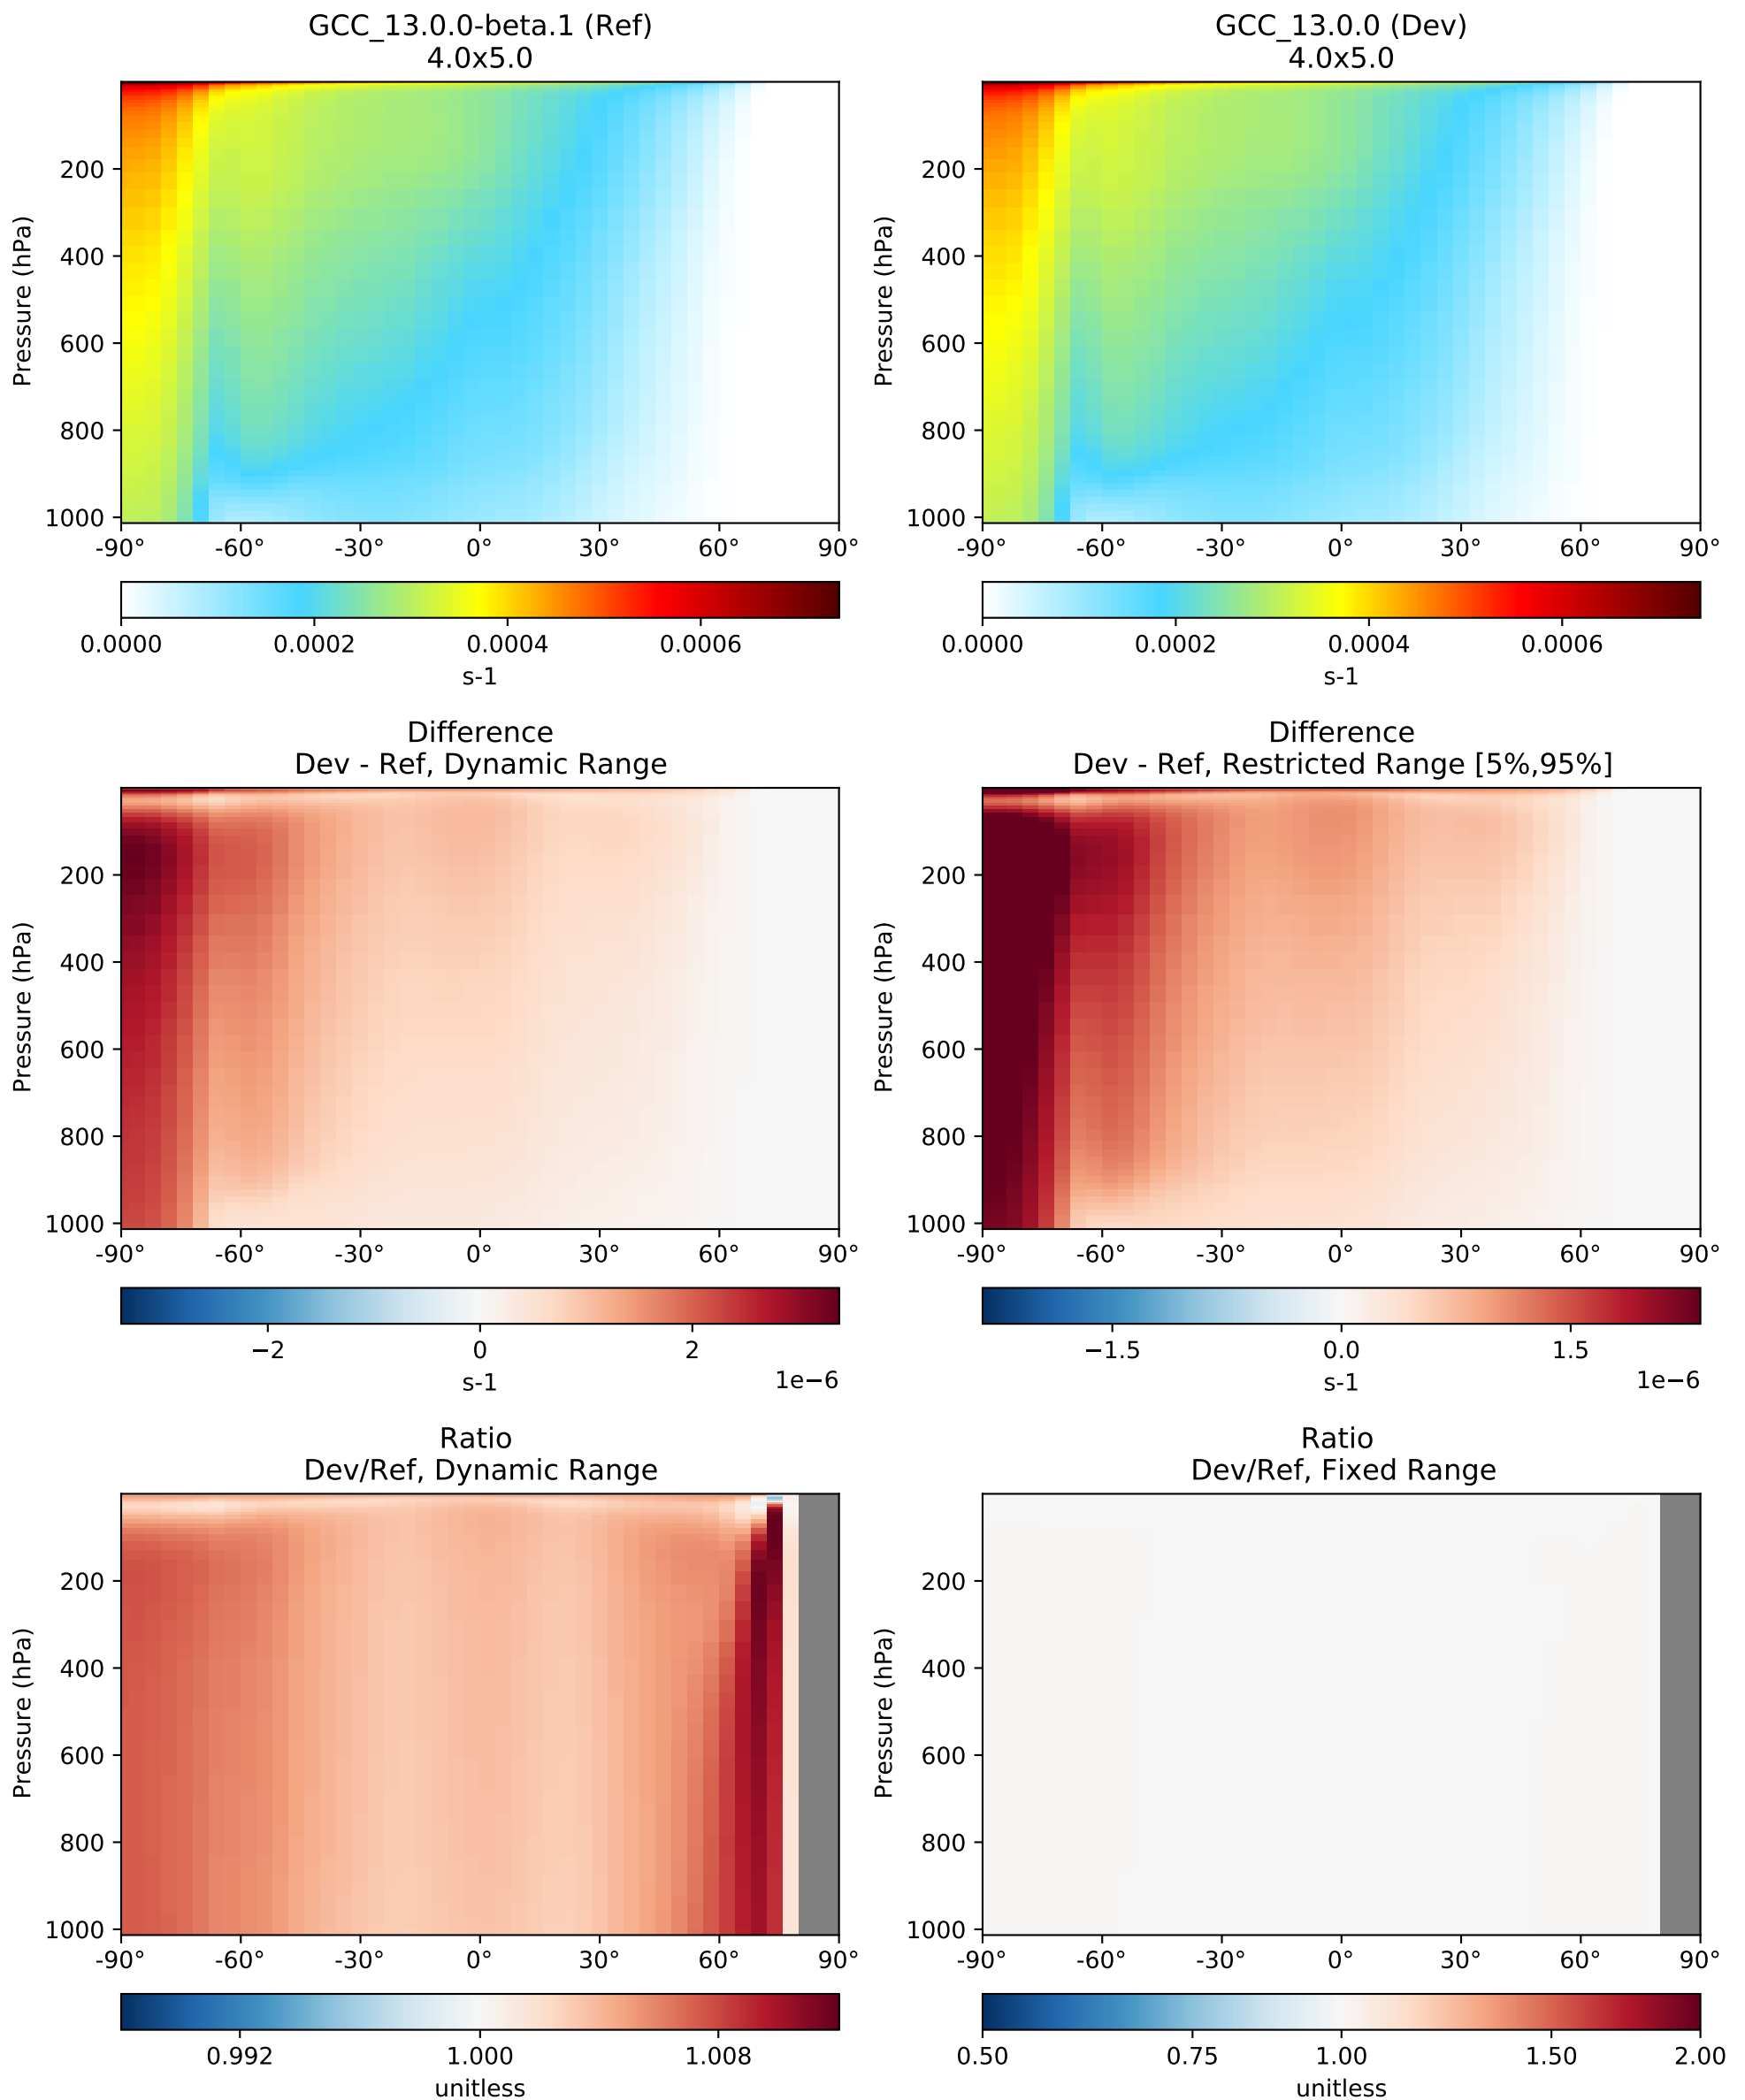 GCC_13.0.0-beta.1 (Ref)
4.0x5.0
Pressure (hPa)
200
400
600
800
1000
-90° -60° -30° 0° 30° 60° 90°
0.0000 0.0002 0.0004 0.0006
s-1
GCC_13.0.0 (Dev)
4.0x5.0
Pressure (hPa)
200
400
600
800
1000
-90° -60° -30° 0° 30° 60° 90°
0.0000 0.0002 0.0004 0.0006
s-1
Difference
Dev - Ref, Dynamic Range
Pressure (hPa)
200
400
600
800
1000
-90° -60° -30° 0° 30° 60° 90°
−2 0 2
s-1 1e−6
Difference
Dev - Ref, Restricted Range [5%,95%]
Pressure (hPa)
200
400
600
800
1000
-90° -60° -30° 0° 30° 60° 90°
−1.5 0.0 1.5
s-1 1e−6
Ratio
Dev/Ref, Dynamic Range
Pressure (hPa)
200
400
600
800
1000
-90° -60° -30° 0° 30° 60° 90°
0.992 1.000 1.008
unitless
Ratio
Dev/Ref, Fixed Range
Pressure (hPa)
200
400
600
800
1000
-90° -60° -30° 0° 30° 60° 90°
0.50 0.75 1.00 1.50 2.00
unitless